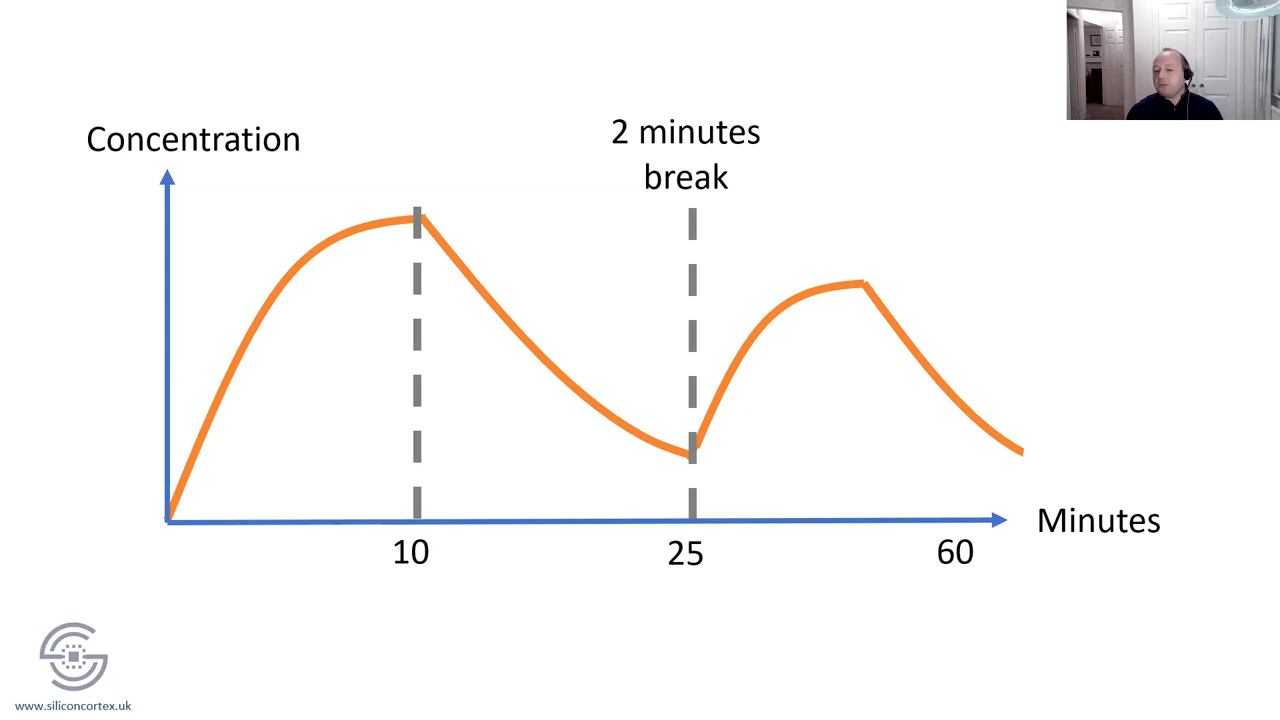 Concentration
2 minutes
break
Minutes
10
25
60
www.siliconcortex.uk